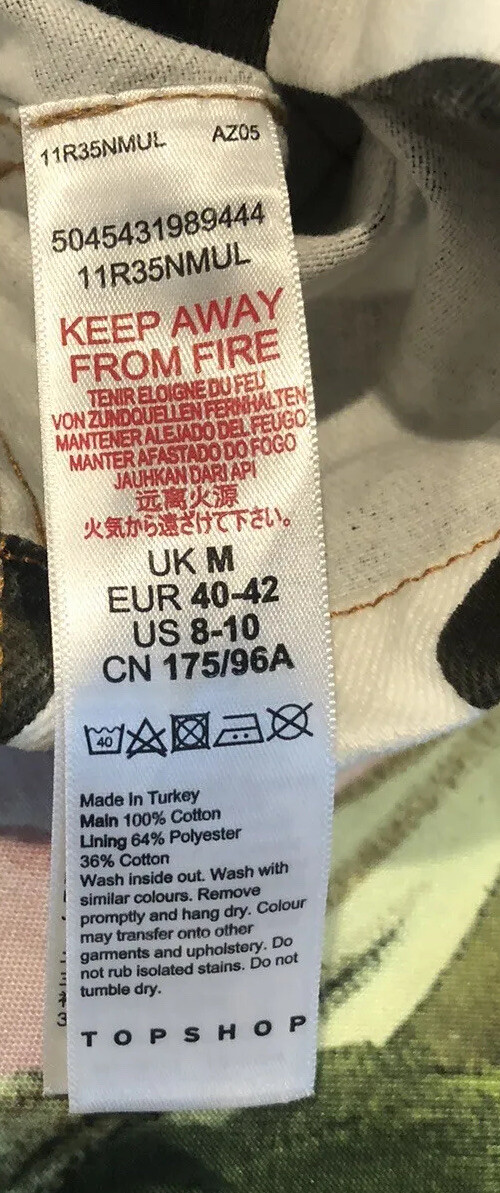 11R35NMUL AZ05
5045431989444
11R35NMUL
KEEP AWAY
FROM FIRE
TENIR ELOIGNE DU FEU
VON ZUNDQUELLEN FERNHALTEN
MANTENER ALEJADO DEL FEUGO
MANTER AFASTADO DO FOGO
JAUHKAN DARI API
远离火源
火気から遠ざけて下さい。
UK M
EUR 40-42
US 8-10
CN 175/96A
40
Made In Turkey
Main 100% Cotton
Lining 64% Polyester
36% Cotton
Wash inside out. Wash with
similar colours. Remove
promptly and hang dry. Colour
may transfer onto other
garments and upholstery. Do
not rub isolated stains. Do not
tumble dry.
TOPSHOP